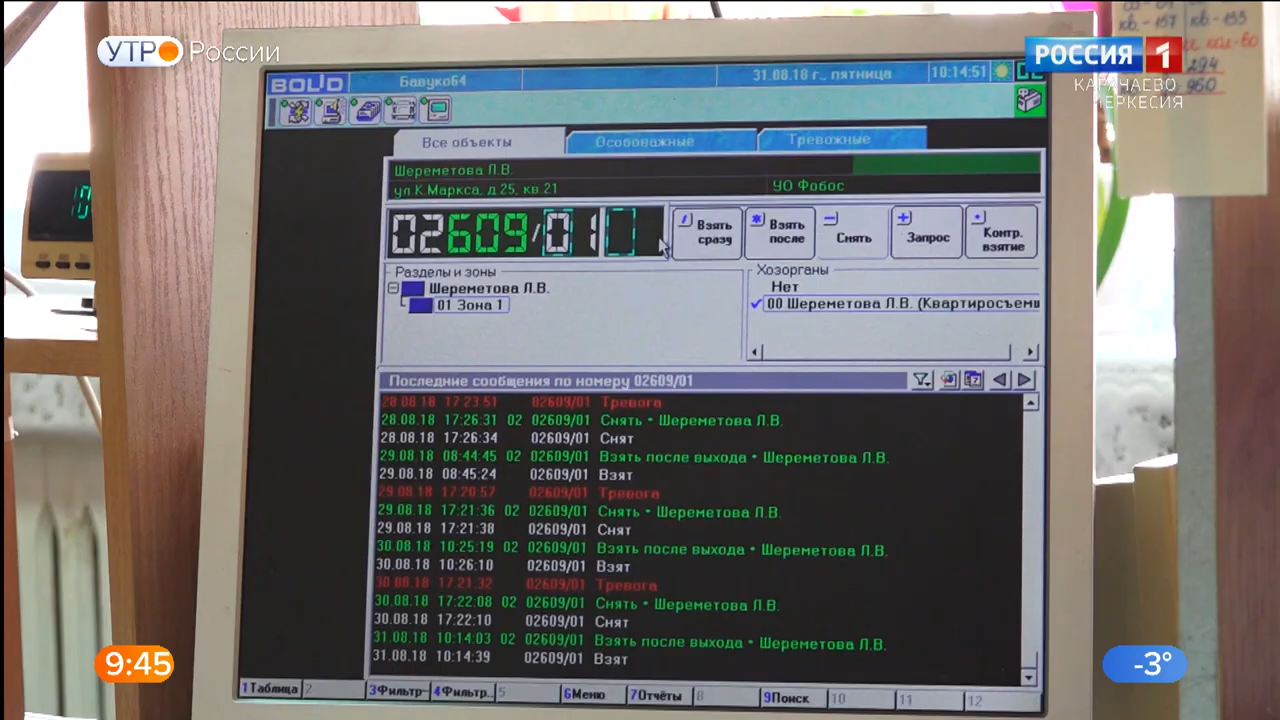 УТРО России
РОССИЯ 1
КАРАЧАЕВО
ЧЕРКЕСИЯ
кв.-157 кв.-133
кол-во
294
960
BOLID Бавуко64 31.08.18 г., пятница 10:14:51
Все объекты Особоважные Тревожные
Шереметова Л.В.
ул.К.Маркса, д.25, кв.21 УО Фобос
02609/01
Взять сразу
Взять после
Снять
Запрос
Контр. взятие
Разделы и зоны
Шереметова Л.В.
01 Зона 1
Хозорганы
Нет
00 Шереметова Л.В. (Квартиросъемщ
Последние сообщения по номеру 02609/01
28.08.18 17:23:51 02609/01 Тревога
28.08.18 17:26:31 02 02609/01 Снять • Шереметова Л.В.
28.08.18 17:26:34 02609/01 Снят
29.08.18 08:44:45 02 02609/01 Взять после выхода • Шереметова Л.В.
29.08.18 08:45:24 02609/01 Взят
29.08.18 17:20:57 02609/01 Тревога
29.08.18 17:21:36 02 02609/01 Снять • Шереметова Л.В.
29.08.18 17:21:38 02609/01 Снят
30.08.18 10:25:19 02 02609/01 Взять после выхода • Шереметова Л.В.
30.08.18 10:26:10 02609/01 Взят
30.08.18 17:21:32 02609/01 Тревога
30.08.18 17:22:08 02 02609/01 Снять • Шереметова Л.В.
30.08.18 17:22:10 02609/01 Снят
31.08.18 10:14:03 02 02609/01 Взять после выхода • Шереметова Л.В.
31.08.18 10:14:39 02609/01 Взят
1Таблица 2 3Фильтр- 4Фильтр.. 5 6Меню 7Отчёты 8 9Поиск 10 11 12
9:45
-3°